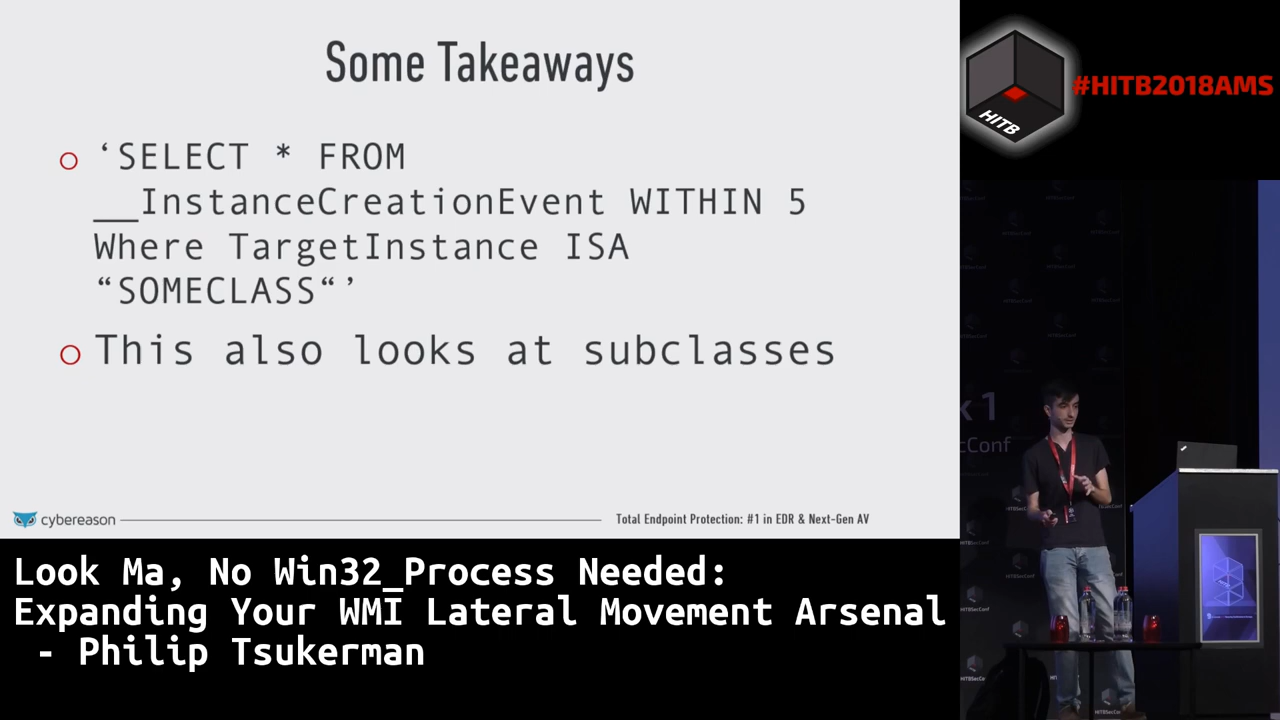 Some Takeaways
‘SELECT * FROM
__InstanceCreationEvent WITHIN 5
Where TargetInstance ISA
“SOMECLASS“’
This also looks at subclasses
cybereason
Total Endpoint Protection: #1 in EDR & Next-Gen AV
Look Ma, No Win32_Process Needed:
Expanding Your WMI Lateral Movement Arsenal
- Philip Tsukerman
HITB
#HITB2018AMS
x 1
cConf